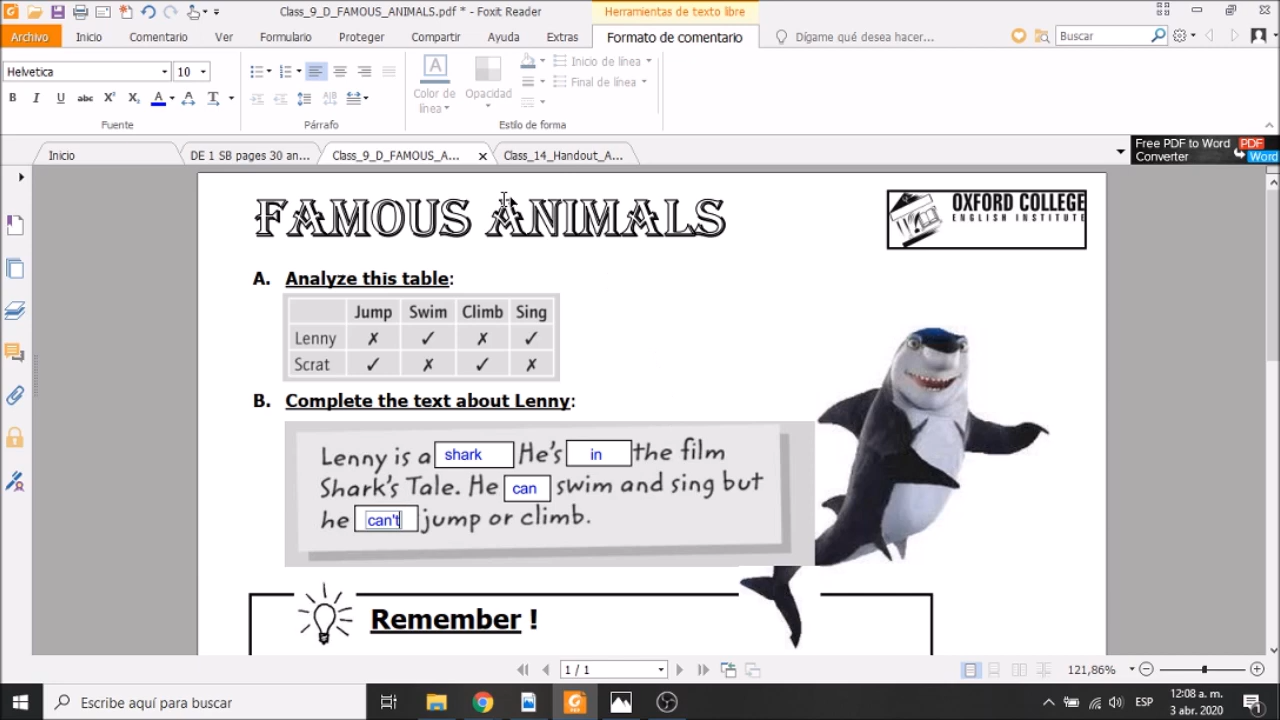 Class_9_D_FAMOUS_ANIMALS.pdf * - Foxit Reader
Herramientas de texto libre
Archivo Inicio Comentario Ver Formulario Proteger Compartir Ayuda Extras Formato de comentario Dígame qué desea hacer... Buscar
Helvetica 10
Color de línea Opacidad Inicio de línea
Final de línea
Fuente Párrafo Estilo de forma
Inicio DE 1 SB pages 30 an... Class_9_D_FAMOUS_A... Class_14_Handout_A...
Free PDF to Word Converter PDF Word
FAMOUS ANIMALS
OXFORD COLLEGE
ENGLISH INSTITUTE
A. Analyze this table:
Jump Swim Climb Sing
Lenny ✗ ✓ ✗ ✓
Scrat ✓ ✗ ✓ ✗
B. Complete the text about Lenny:
Lenny is a shark He's in the film
Shark's Tale. He can swim and sing but
he can't jump or climb.
Remember !
1 / 1 121,86%
Escribe aquí para buscar
ESP
12:08 a. m.
3 abr. 2020
1